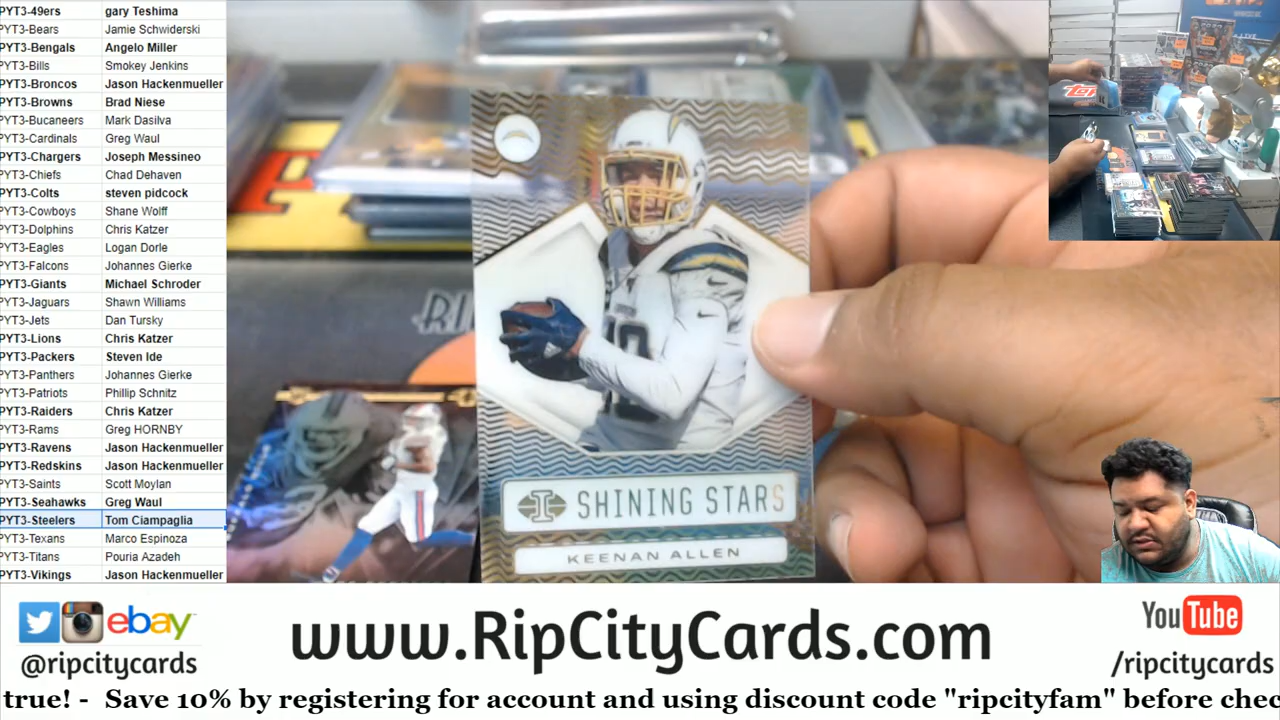 PYT3-49ers gary Teshima
PYT3-Bears Jamie Schwiderski
PYT3-Bengals Angelo Miller
PYT3-Bills Smokey Jenkins
PYT3-Broncos Jason Hackenmueller
PYT3-Browns Brad Niese
PYT3-Bucaneers Mark Dasilva
PYT3-Cardinals Greg Waul
PYT3-Chargers Joseph Messineo
PYT3-Chiefs Chad Dehaven
PYT3-Colts steven pidcock
PYT3-Cowboys Shane Wolff
PYT3-Dolphins Chris Katzer
PYT3-Eagles Logan Dorle
PYT3-Falcons Johannes Gierke
PYT3-Giants Michael Schroder
PYT3-Jaguars Shawn Williams
PYT3-Jets Dan Tursky
PYT3-Lions Chris Katzer
PYT3-Packers Steven Ide
PYT3-Panthers Johannes Gierke
PYT3-Patriots Phillip Schnitz
PYT3-Raiders Chris Katzer
PYT3-Rams Greg HORNBY
PYT3-Ravens Jason Hackenmueller
PYT3-Redskins Jason Hackenmueller
PYT3-Saints Scott Moylan
PYT3-Seahawks Greg Waul
PYT3-Steelers Tom Ciampaglia
PYT3-Texans Marco Espinoza
PYT3-Titans Pouria Azadeh
PYT3-Vikings Jason Hackenmueller
SHINING STARS
KEENAN ALLEN
ebay
@ripcitycards
www.RipCityCards.com
YouTube
/ripcitycards
true! - Save 10% by registering for account and using discount code "ripcityfam" before chec